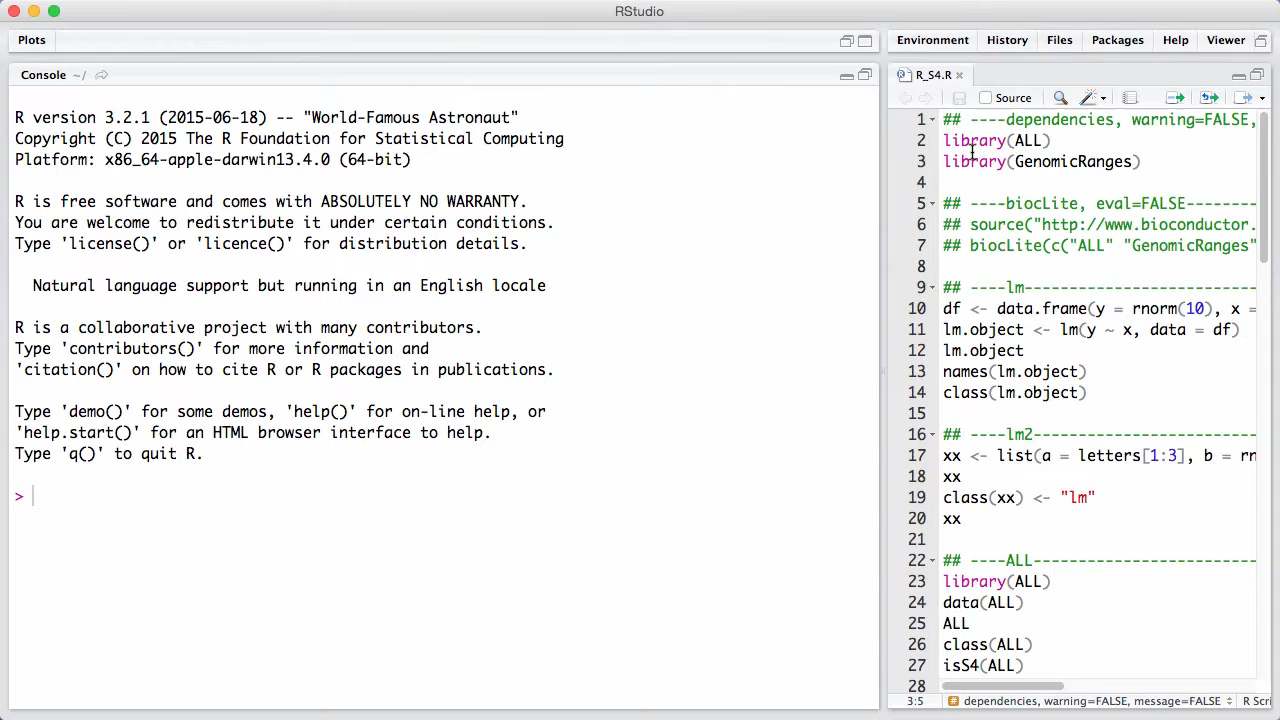 RStudio
Plots
Console ~/
R version 3.2.1 (2015-06-18) -- "World-Famous Astronaut"
Copyright (C) 2015 The R Foundation for Statistical Computing
Platform: x86_64-apple-darwin13.4.0 (64-bit)
R is free software and comes with ABSOLUTELY NO WARRANTY.
You are welcome to redistribute it under certain conditions.
Type 'license()' or 'licence()' for distribution details.
Natural language support but running in an English locale
R is a collaborative project with many contributors.
Type 'contributors()' for more information and
'citation()' on how to cite R or R packages in publications.
Type 'demo()' for some demos, 'help()' for on-line help, or
'help.start()' for an HTML browser interface to help.
Type 'q()' to quit R.
>
Environment History Files Packages Help Viewer
R_S4.R
Source
1 ## ----dependencies, warning=FALSE,
2 library(ALL)
3 library(GenomicRanges)
4
5 ## ----biocLite, eval=FALSE--------
6 ## source("http://www.bioconductor.
7 ## biocLite(c("ALL" "GenomicRanges"
8
9 ## ----lm--------------------------
10 df <- data.frame(y = rnorm(10), x =
11 lm.object <- lm(y ~ x, data = df)
12 lm.object
13 names(lm.object)
14 class(lm.object)
15
16 ## ----lm2-------------------------
17 xx <- list(a = letters[1:3], b = rn
18 xx
19 class(xx) <- "lm"
20 xx
21
22 ## ----ALL-------------------------
23 library(ALL)
24 data(ALL)
25 ALL
26 class(ALL)
27 isS4(ALL)
28
3:5 # dependencies, warning=FALSE, message=FALSE R Scri